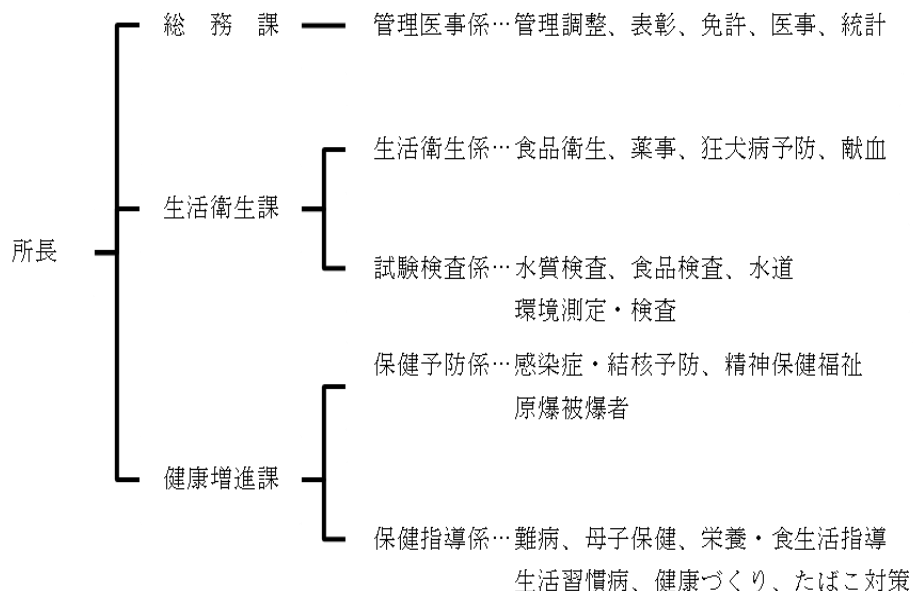 総務課
管理医事係…管理調整、表彰、免許、医事、統計
生活衛生係…食品衛生、薬事、狂犬病予防、献血
生活衛生課
所長
試験検査係…水質検査、食品検査、水道
環境測定・検査
保健予防係…感染症・結核予防、精神保健福祉
原爆被爆者
健康増進課
保健指導係…難病、母子保健、栄養・食生活指導
生活習慣病、健康づくり、たばこ対策